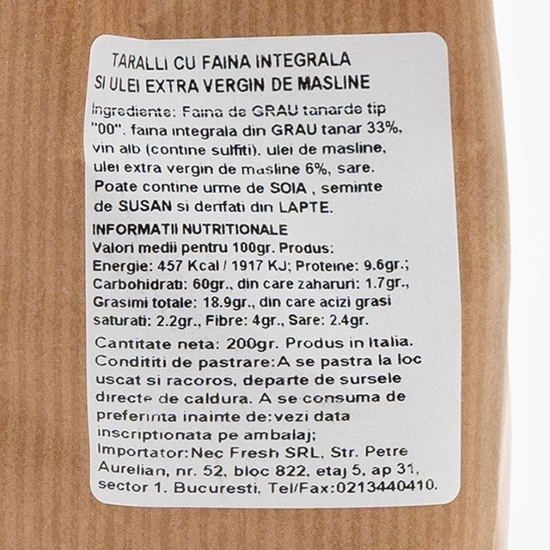 TARALLI CU FAINA INTEGRALA
SI ULEI EXTRA VERGIN DE MASLINE
Ingrediente: Faina de GRAU tanarde tip
"00". faina integrala din GRAU tanar 33%,
vin alb (contine sulfiti). ulei de masline,
ulei extra vergin de masline 6%, sare.
Poate contine urme de SOIA , seminte
de SUSAN si derifati din LAPTE.
INFORMATII NUTRITIONALE
Valori medii pentru 100gr. Produs:
Energie: 457 Kcal / 1917 KJ; Proteine: 9.6gr.;
Carbohidrati: 60gr., din care zaharuri: 1.7gr.,
Grasimi totale: 18.9gr., din care acizi grasi
saturati: 2.2gr., Fibre: 4gr., Sare: 2.4gr.
Cantitate neta: 200gr. Produs in Italia.
Condititi de pastrare:A se pastra la loc
uscat si racoros, departe de sursele
directe de caldura. A se consuma de
preferinta inainte de:vezi data
inscriptionata pe ambalaj;
Importator:Nec Fresh SRL, Str. Petre
Aurelian, nr. 52, bloc 822, etaj 5, ap 31,
sector 1. Bucuresti. Tel/Fax:0213440410.